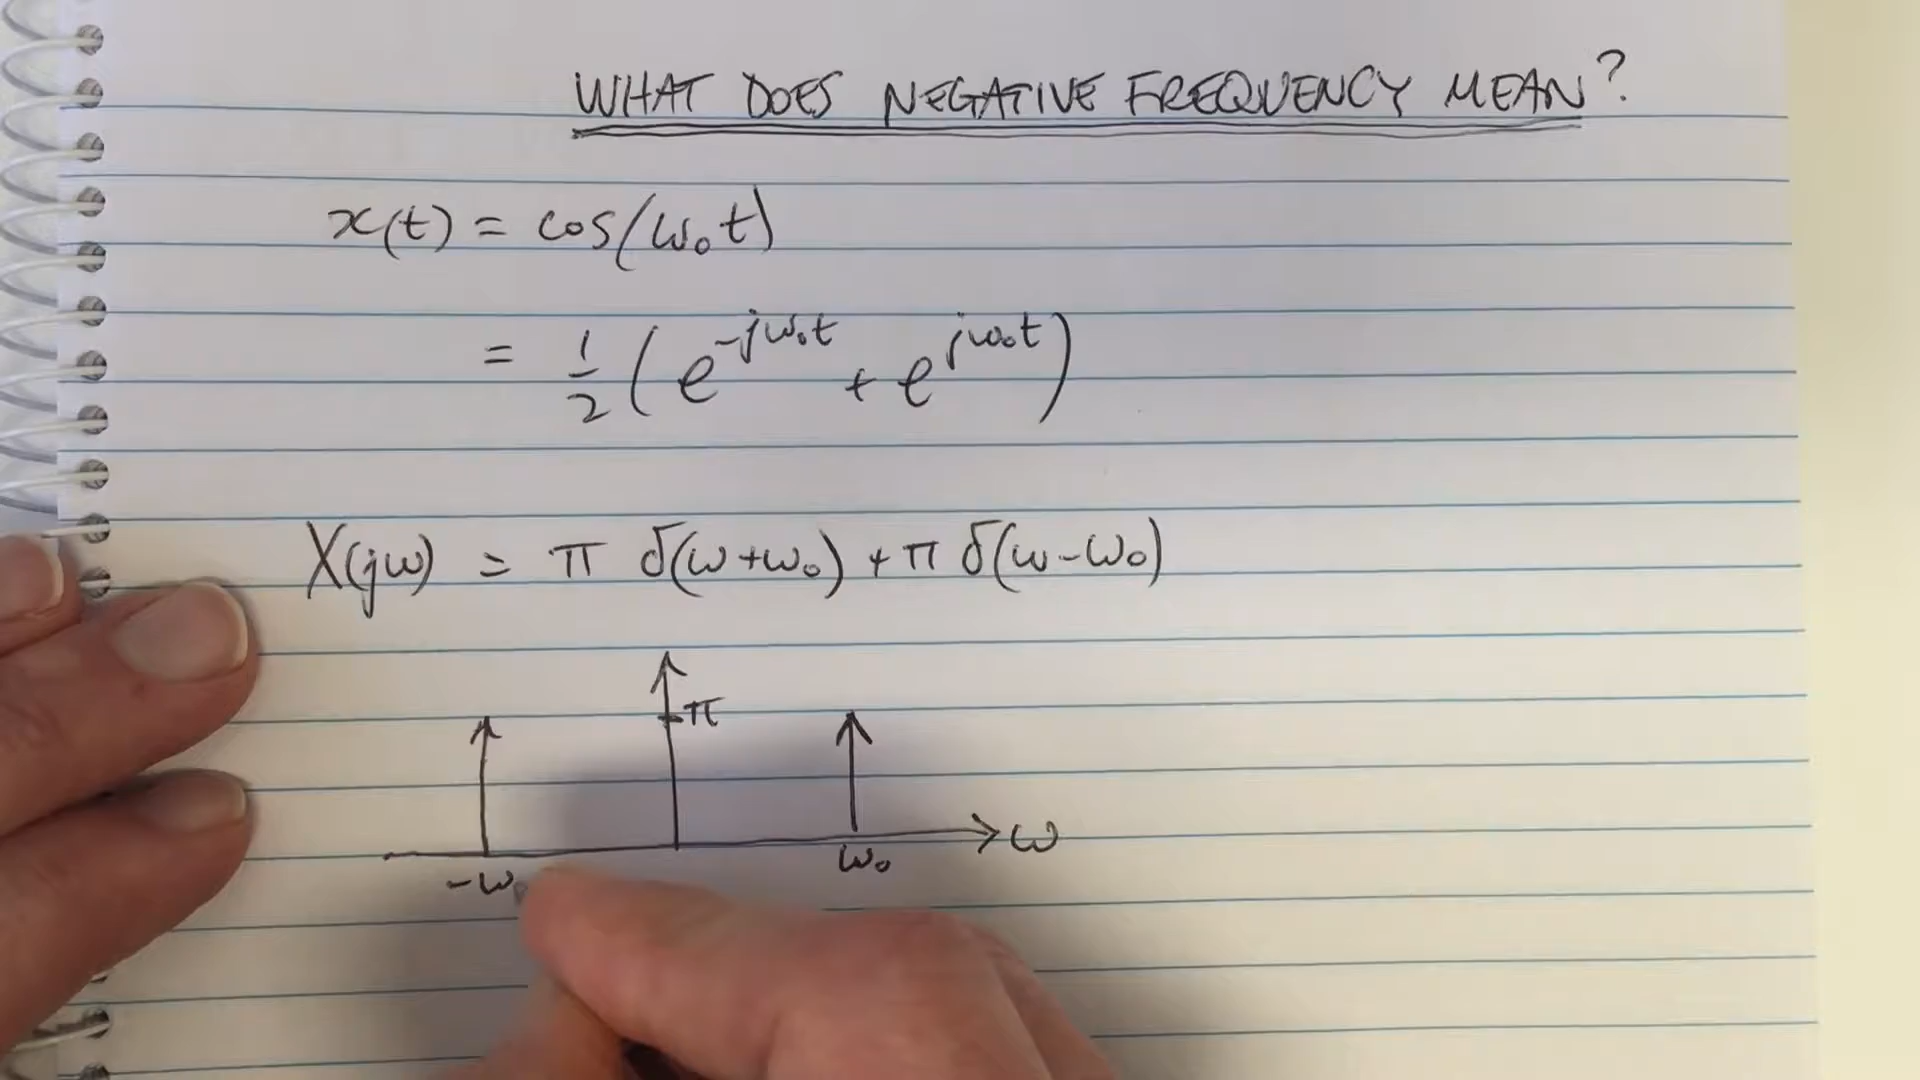 WHAT DOES NEGATIVE FREQUENCY MEAN?
x(t) = cos(ω₀t)
= 1/2 (e^-jω₀t + e^jω₀t)
X(jω) = π δ(ω+ω₀) + π δ(ω-ω₀)
π
ω
ω₀
-ω